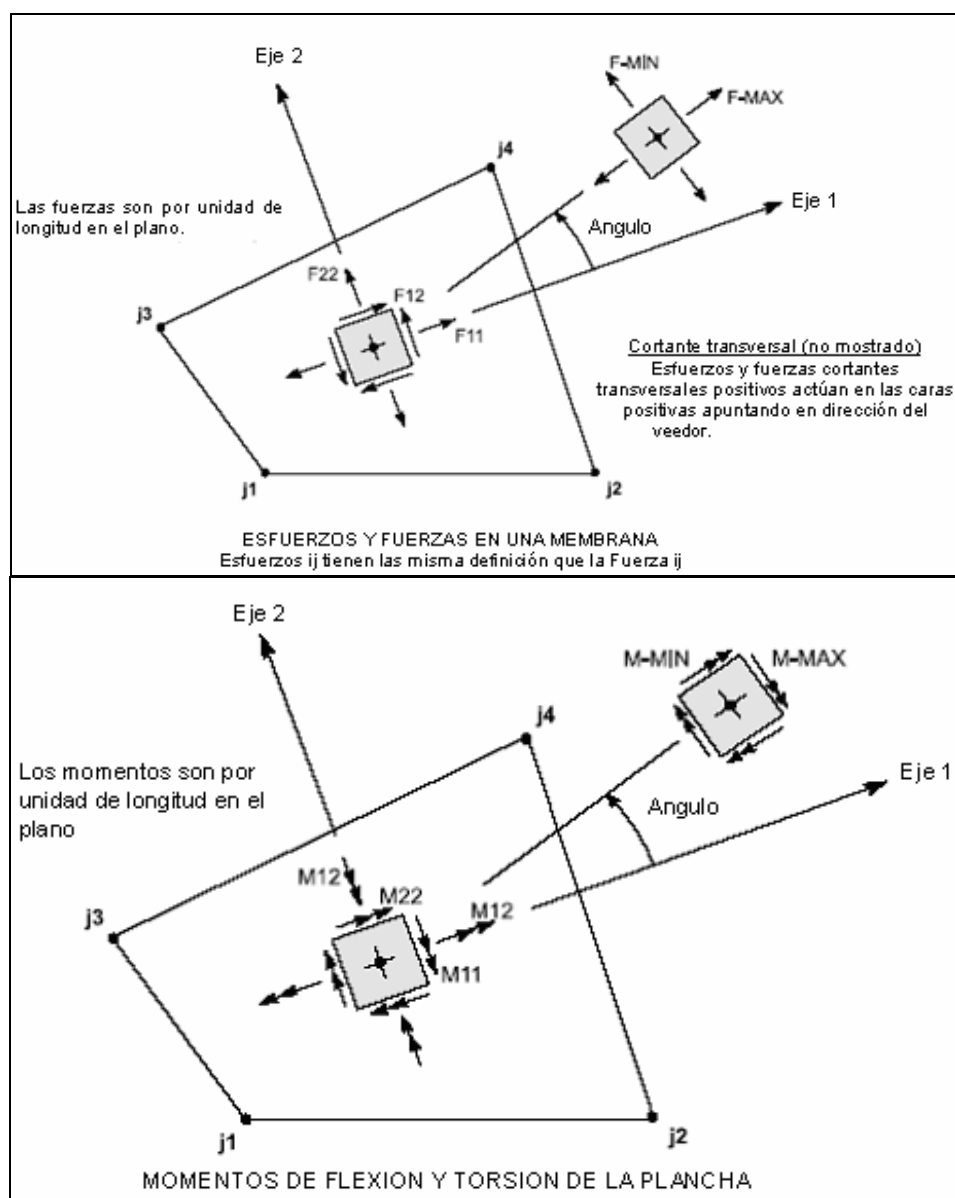 Eje 2
F-MIN
F-MAX
j4
Las fuerzas son por unidad de
longitud en el plano.
Eje 1
Angulo
F22
F12
j3
F11
Cortante transversal (no mostrado)
Esfuerzos y fuerzas cortantes
transversales positivos actúan en las caras
positivas apuntando en dirección del
veedor.
j1
j2
ESFUERZOS Y FUERZAS EN UNA MEMBRANA
Esfuerzos ij tienen las misma definición que la Fuerza ij
Eje 2
M-MIN
M-MAX
j4
Los momentos son por
unidad de longitud en el
plano
Eje 1
Angulo
M12
M22
M12
j3
M11
j1
j2
MOMENTOS DE FLEXION Y TORSION DE LA PLANCHA